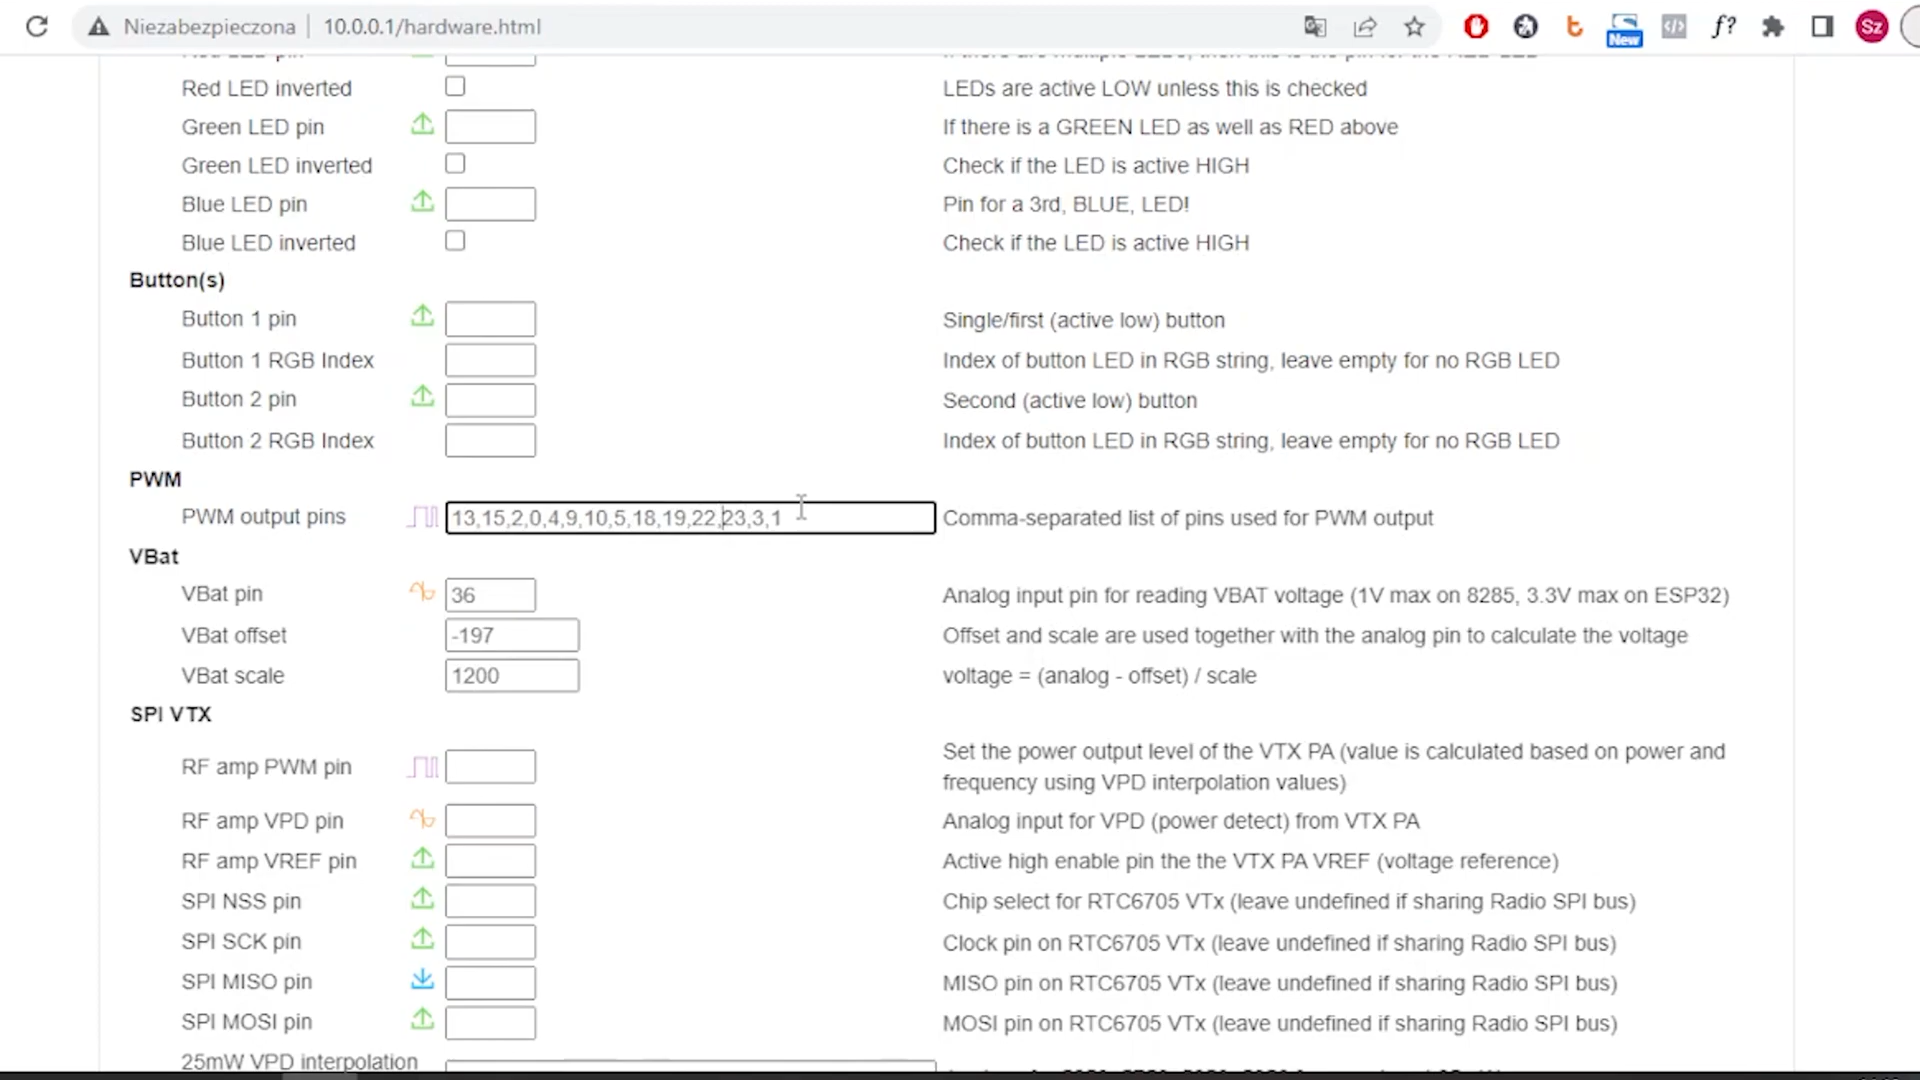 Niezabezpieczona 10.0.0.1/hardware.html
New
f?
Sz
Red LED inverted LEDs are active LOW unless this is checked
Green LED pin If there is a GREEN LED as well as RED above
Green LED inverted Check if the LED is active HIGH
Blue LED pin Pin for a 3rd, BLUE, LED!
Blue LED inverted Check if the LED is active HIGH
Button(s)
Button 1 pin Single/first (active low) button
Button 1 RGB Index Index of button LED in RGB string, leave empty for no RGB LED
Button 2 pin Second (active low) button
Button 2 RGB Index Index of button LED in RGB string, leave empty for no RGB LED
PWM
PWM output pins 13,15,2,0,4,9,10,5,18,19,22,23,3,1 Comma-separated list of pins used for PWM output
VBat
VBat pin 36 Analog input pin for reading VBAT voltage (1V max on 8285, 3.3V max on ESP32)
VBat offset -197 Offset and scale are used together with the analog pin to calculate the voltage
VBat scale 1200 voltage = (analog - offset) / scale
SPI VTX
RF amp PWM pin Set the power output level of the VTX PA (value is calculated based on power and
frequency using VPD interpolation values)
RF amp VPD pin Analog input for VPD (power detect) from VTX PA
RF amp VREF pin Active high enable pin the the VTX PA VREF (voltage reference)
SPI NSS pin Chip select for RTC6705 VTx (leave undefined if sharing Radio SPI bus)
SPI SCK pin Clock pin on RTC6705 VTx (leave undefined if sharing Radio SPI bus)
SPI MISO pin MISO pin on RTC6705 VTx (leave undefined if sharing Radio SPI bus)
SPI MOSI pin MOSI pin on RTC6705 VTx (leave undefined if sharing Radio SPI bus)
25mW VPD interpolation